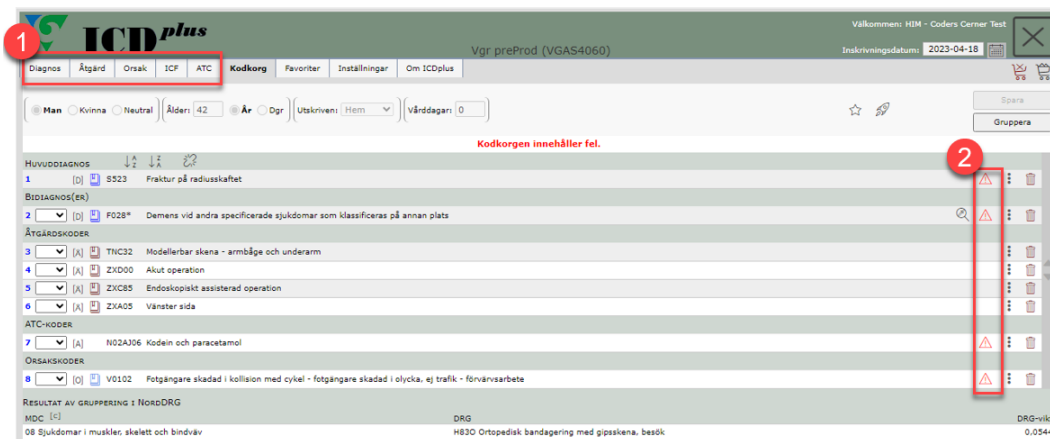 ICD plus
Välkommen: HIM - Coders Cerner Test
1
Vgr preProd (VGAS4060)
Inskrivningsdatum: 2023-04-18
Diagnos Åtgärd Orsak ICF ATC Kodkorg Favoriter Inställningar Om ICDplus
Man Kvinna Neutral Ålder: 42 År Dgr Utskriven: Hem Vårddagar: 0
Spara
Gruppera
Kodkorgen innehåller fel.
2
HUVUDDIAGNOS
1 [D] S523 Fraktur på radiusskaftet
BIDIAGNOS(ER)
2 [D] F028* Demens vid andra specificerade sjukdomar som klassificeras på annan plats
ÅTGÄRDSKODER
3 [A] TNC32 Modellerbar skena - armbåge och underarm
4 [A] ZXD00 Akut operation
5 [A] ZXC85 Endoskopiskt assisterad operation
6 [A] ZXA05 Vänster sida
ATC-KODER
7 [A] N02AJ06 Kodein och paracetamol
ORSAKSKODER
8 [O] V0102 Fotgängare skadad i kollision med cykel - fotgängare skadad i olycka, ej trafik - förvärvsarbete
RESULTAT AV GRUPPERING I NORDDRG
MDC [C] DRG DRG-vik
08 Sjukdomar i muskler, skelett och bindväv H83O Ortopedisk bandagering med gipsskena, besök 0,0544